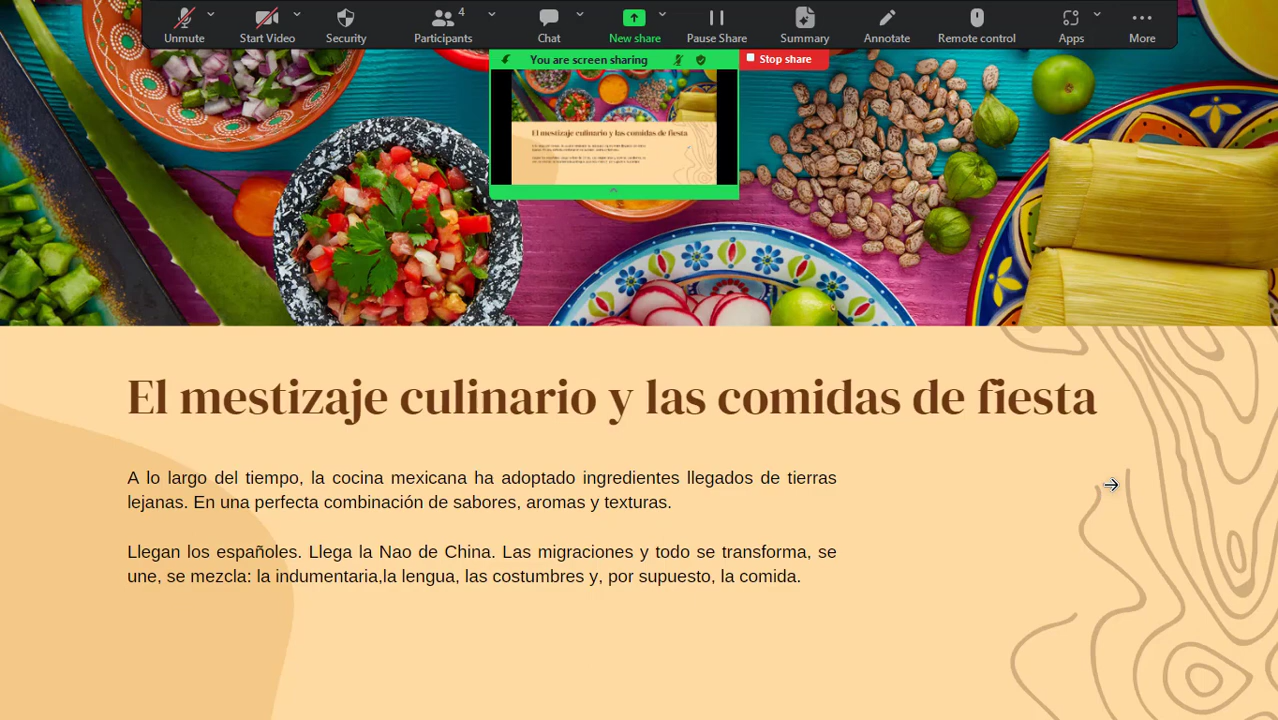 Unmute
Start Video
Security
Participants
4
Chat
New share
Pause Share
Summary
Annotate
Remote control
Apps
More
You are screen sharing
Stop share
El mestizaje culinario y las comidas de fiesta
El mestizaje culinario y las comidas de fiesta
A lo largo del tiempo, la cocina mexicana ha adoptado ingredientes llegados de tierras
lejanas. En una perfecta combinación de sabores, aromas y texturas.
Llegan los españoles. Llega la Nao de China. Las migraciones y todo se transforma, se
une, se mezcla: la indumentaria,la lengua, las costumbres y, por supuesto, la comida.